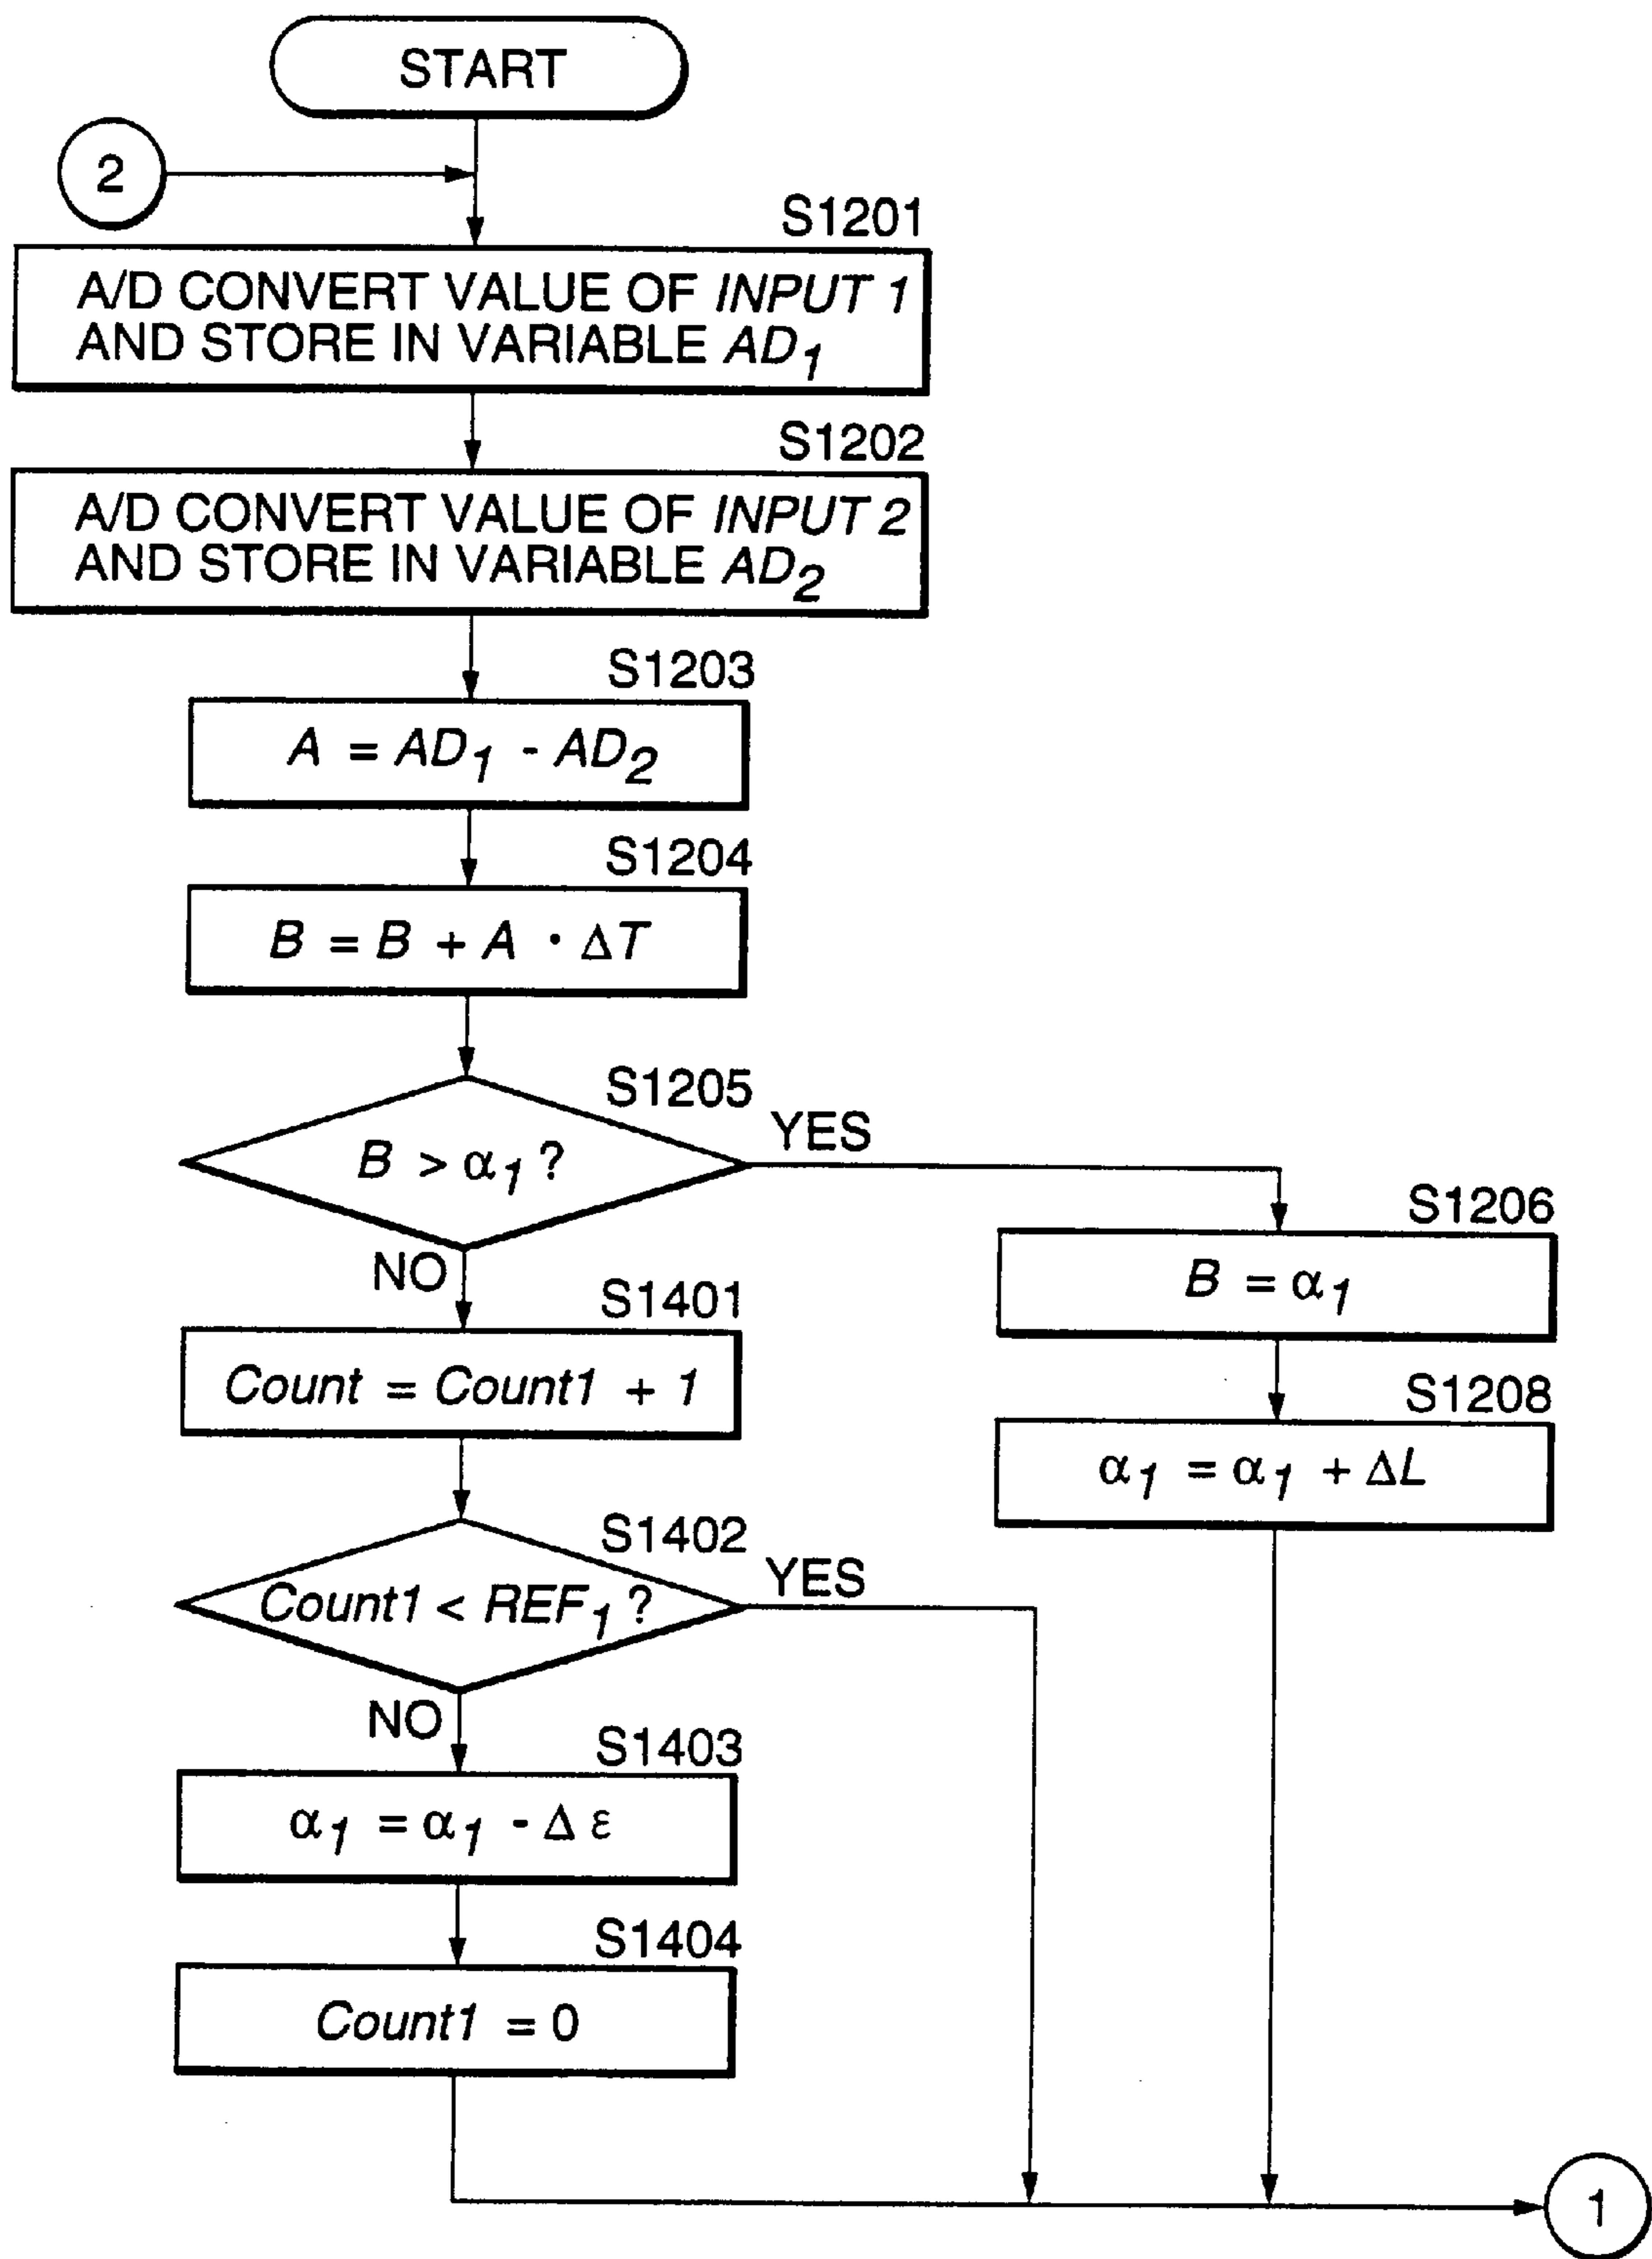 START
2
S1201
A/D CONVERT VALUE OF INPUT 1
AND STORE IN VARIABLE AD1
S1202
A/D CONVERT VALUE OF INPUT 2
AND STORE IN VARIABLE AD2
S1203
A = AD1 - AD2
S1204
B = B + A · ΔT
S1205
B > α1 ?
YES
NO
S1206
B = α1
S1208
α1 = α1 + ΔL
S1401
Count = Count1 + 1
S1402
Count1 < REF1 ?
YES
NO
S1403
α1 = α1 - Δ ε
S1404
Count1 = 0
1